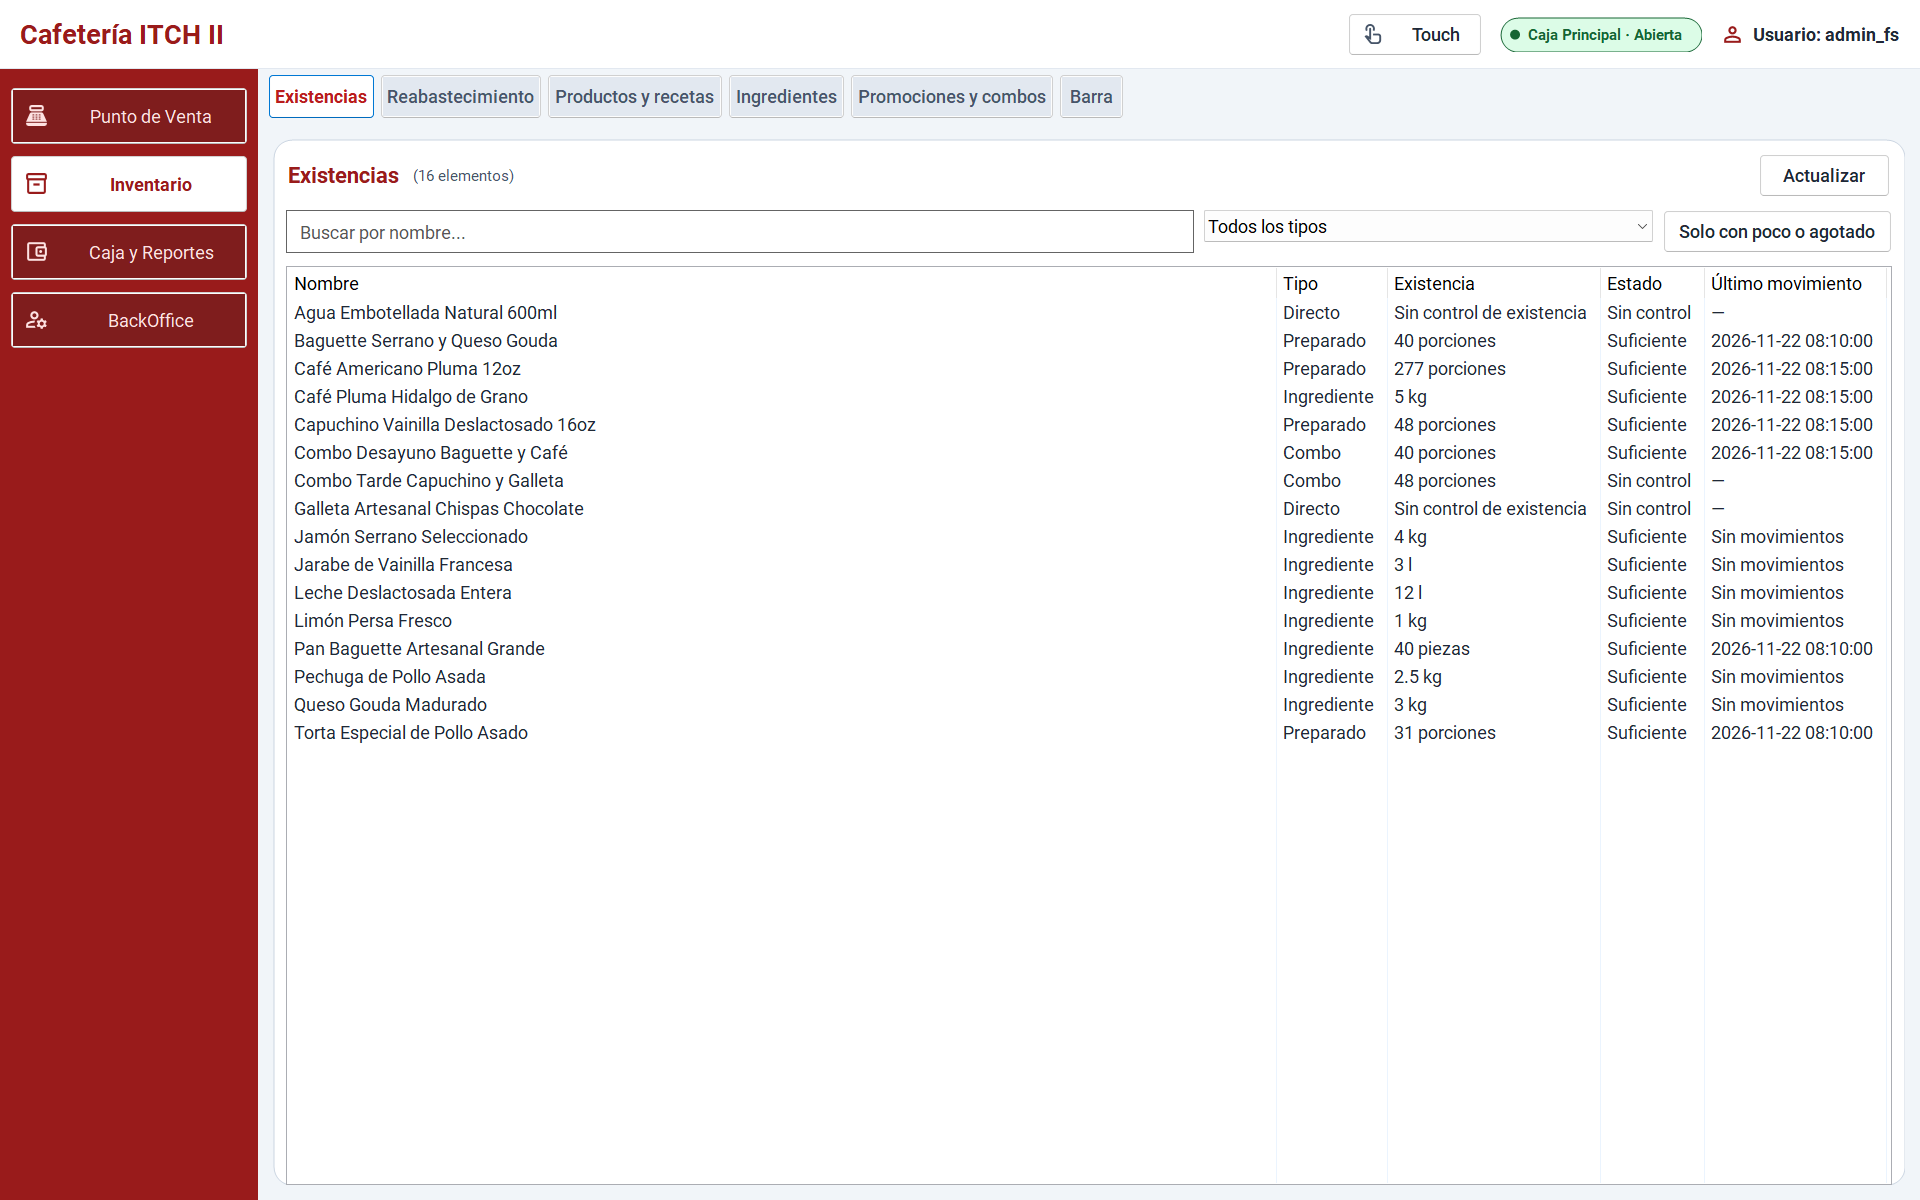 Cafetería ITCH II
Touch
Caja Principal · Abierta
Usuario: admin_fs
Punto de Venta
Inventario
Caja y Reportes
BackOffice
Existencias Reabastecimiento Productos y recetas Ingredientes Promociones y combos Barra
Existencias (16 elementos)
Actualizar
Buscar por nombre...
Todos los tipos
Solo con poco o agotado
Nombre Tipo Existencia Estado Último movimiento
Agua Embotellada Natural 600ml Directo Sin control de existencia Sin control —
Baguette Serrano y Queso Gouda Preparado 40 porciones Suficiente 2026-11-22 08:10:00
Café Americano Pluma 12oz Preparado 277 porciones Suficiente 2026-11-22 08:15:00
Café Pluma Hidalgo de Grano Ingrediente 5 kg Suficiente 2026-11-22 08:15:00
Capuchino Vainilla Deslactosado 16oz Preparado 48 porciones Suficiente 2026-11-22 08:15:00
Combo Desayuno Baguette y Café Combo 40 porciones Suficiente 2026-11-22 08:15:00
Combo Tarde Capuchino y Galleta Combo 48 porciones Sin control —
Galleta Artesanal Chispas Chocolate Directo Sin control de existencia Sin control —
Jamón Serrano Seleccionado Ingrediente 4 kg Suficiente Sin movimientos
Jarabe de Vainilla Francesa Ingrediente 3 l Suficiente Sin movimientos
Leche Deslactosada Entera Ingrediente 12 l Suficiente Sin movimientos
Limón Persa Fresco Ingrediente 1 kg Suficiente Sin movimientos
Pan Baguette Artesanal Grande Ingrediente 40 piezas Suficiente 2026-11-22 08:10:00
Pechuga de Pollo Asada Ingrediente 2.5 kg Suficiente Sin movimientos
Queso Gouda Madurado Ingrediente 3 kg Suficiente Sin movimientos
Torta Especial de Pollo Asado Preparado 31 porciones Suficiente 2026-11-22 08:10:00